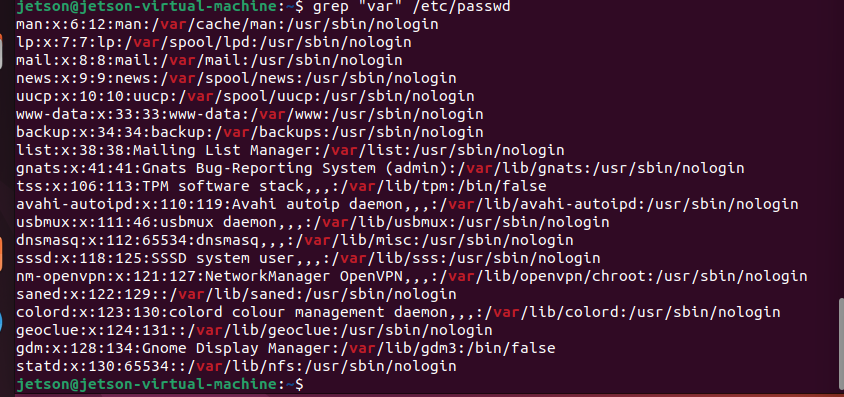 jetson@jetson-virtual-machine:~$ grep "var" /etc/passwd
man:x:6:12:man:/var/cache/man:/usr/sbin/nologin
lp:x:7:7:lp:/var/spool/lpd:/usr/sbin/nologin
mail:x:8:8:mail:/var/mail:/usr/sbin/nologin
news:x:9:9:news:/var/spool/news:/usr/sbin/nologin
uucp:x:10:10:uucp:/var/spool/uucp:/usr/sbin/nologin
www-data:x:33:33:www-data:/var/www:/usr/sbin/nologin
backup:x:34:34:backup:/var/backups:/usr/sbin/nologin
list:x:38:38:Mailing List Manager:/var/list:/usr/sbin/nologin
gnats:x:41:41:Gnats Bug-Reporting System (admin):/var/lib/gnats:/usr/sbin/nologin
tss:x:106:113:TPM software stack,,,:/var/lib/tpm:/bin/false
avahi-autoipd:x:110:119:Avahi autoip daemon,,,:/var/lib/avahi-autoipd:/usr/sbin/nologin
usbmux:x:111:46:usbmux daemon,,,:/var/lib/usbmux:/usr/sbin/nologin
dnsmasq:x:112:65534:dnsmasq,,,:/var/lib/misc:/usr/sbin/nologin
sssd:x:118:125:SSSD system user,,,:/var/lib/sss:/usr/sbin/nologin
nm-openvpn:x:121:127:NetworkManager OpenVPN,,,:/var/lib/openvpn/chroot:/usr/sbin/nologin
saned:x:122:129::/var/lib/saned:/usr/sbin/nologin
colord:x:123:130:colord colour management daemon,,,:/var/lib/colord:/usr/sbin/nologin
geoclue:x:124:131::/var/lib/geoclue:/usr/sbin/nologin
gdm:x:128:134:Gnome Display Manager:/var/lib/gdm3:/bin/false
statd:x:130:65534::/var/lib/nfs:/usr/sbin/nologin
jetson@jetson-virtual-machine:~$